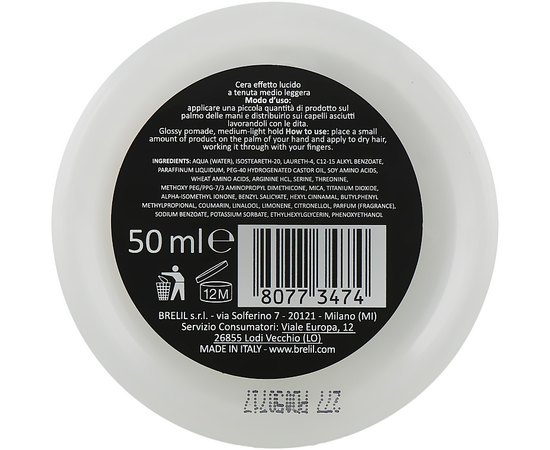 Cera effetto lucido
a tenuta medio leggera
Modo d'uso:
applicare una piccola quantità di prodotto sul
palmo delle mani e distribuirlo sui capelli asciutti
lavorandoli con le dita.
Glossy pomade, medium-light hold How to use: place a small
amount of product on the palm of your hand and apply to dry hair,
working it through with your fingers.
INGREDIENTS: AQUA (WATER), ISOSTEARETH-20, LAURETH-4, C12-15 ALKYL BENZOATE,
PARAFFINUM LIQUIDUM, PEG-40 HYDROGENATED CASTOR OIL, SOY AMINO ACIDS,
WHEAT AMINO ACIDS, ARGININE HCL, SERINE, THREONINE,
METHOXY PEG/PPG-7/3 AMINOPROPYL DIMETHICONE, MICA, TITANIUM DIOXIDE,
ALPHA-ISOMETHYL IONONE, BENZYL SALICYLATE, HEXYL CINNAMAL, BUTYLPHENYL
METHYLPROPIONAL, COUMARIN, LINALOOL, LIMONENE, CITRONELLOL, PARFUM (FRAGRANCE),
SODIUM BENZOATE, POTASSIUM SORBATE, ETHYLHEXYLGLYCERIN, PHENOXYETHANOL
50 ml e
12M
8077 3474
BRELIL s.r.l. - via Solferino 7 - 20121 - Milano (MI)
Servizio Consumatori: Viale Europa, 12
26855 Lodi Vecchio (LO)
MADE IN ITALY - www.brelil.com